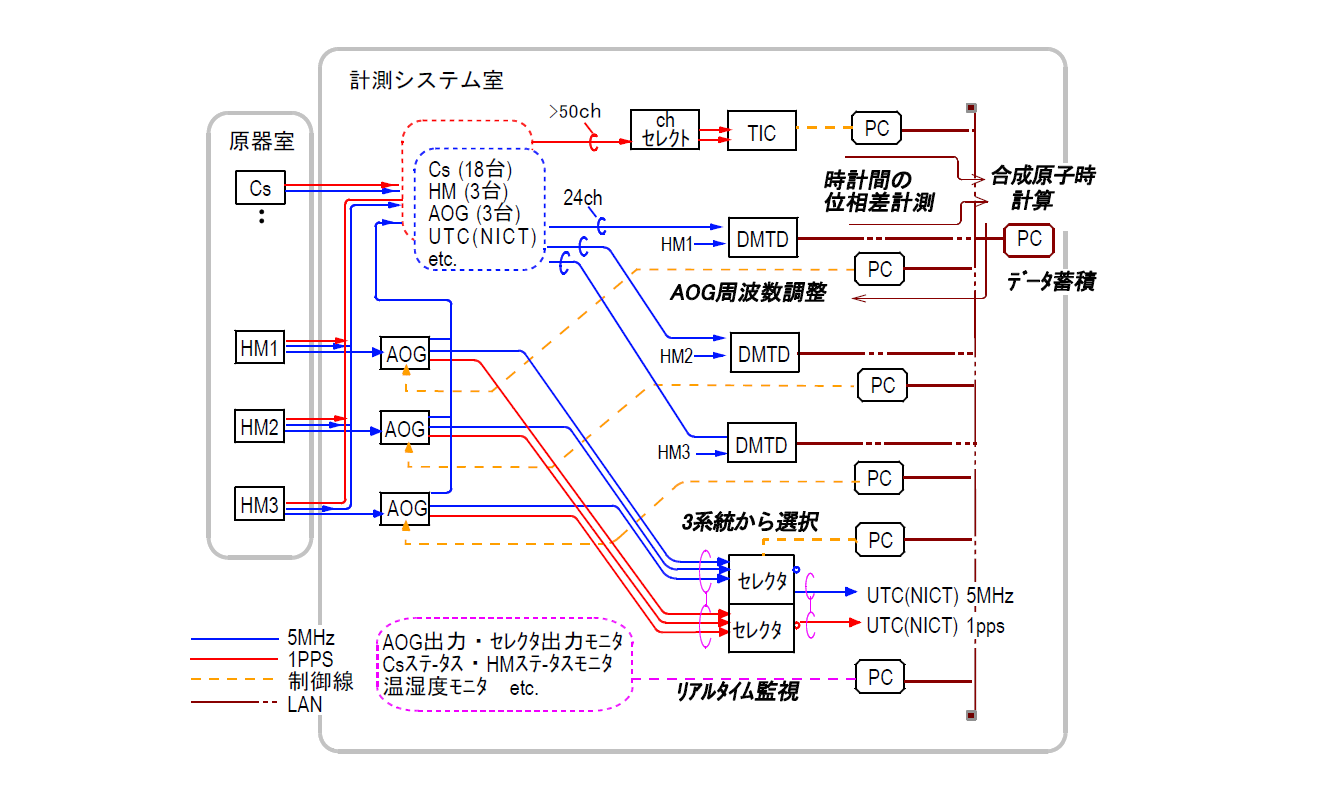 計測システム室
原器室
Cs
:
HM1
HM2
HM3
>50ch
ch
ｾﾚｸﾄ
TIC
PC
Cs (18台)
HM (3台)
AOG (3台)
UTC(NICT)
etc.
24ch
時計間の
位相差計測
合成原子時
計算
HM1
DMTD
PC
PC
ﾃﾞｰﾀ蓄積
AOG周波数調整
AOG
HM2
DMTD
PC
AOG
HM3
DMTD
PC
AOG
3系統から選択
PC
ｾﾚｸﾀ
UTC(NICT) 5MHz
ｾﾚｸﾀ
UTC(NICT) 1pps
5MHz
1PPS
制御線
LAN
AOG出力・ｾﾚｸﾀ出力ﾓﾆﾀ
Csｽﾃｰﾀｽ・HMｽﾃｰﾀｽﾓﾆﾀ
温湿度ﾓﾆﾀ etc.
ﾘｱﾙﾀｲﾑ監視
PC